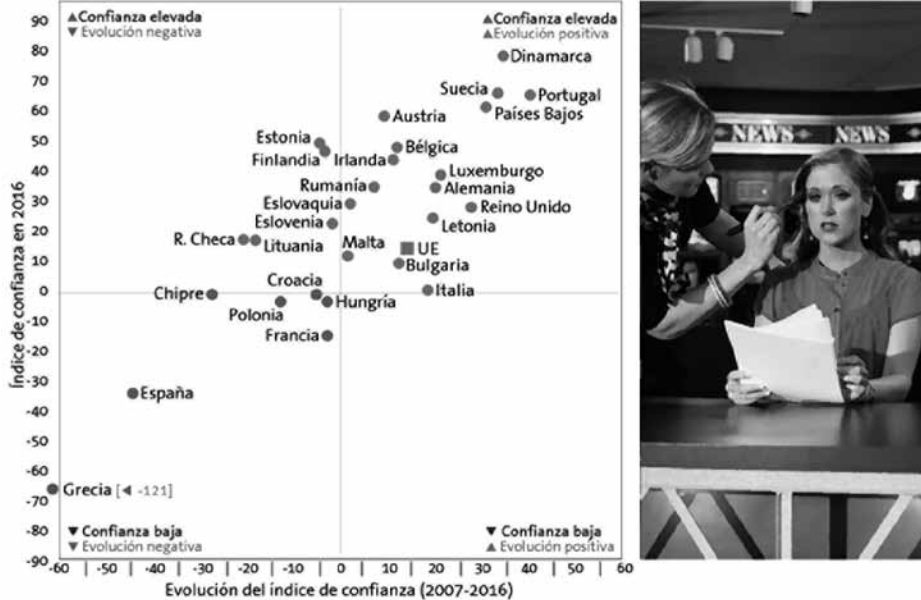 ▲Confianza elevada
▼ Evolución negativa
▲Confianza elevada
▲Evolución positiva
90
80
70
60
50
40
30
20
10
0
-10
-20
-30
-40
-50
-60
-70
-80
-90
Índice de confianza en 2016
Dinamarca
Suecia
Portugal
Países Bajos
Austria
Estonia
Bélgica
Finlandia
Irlanda
Luxemburgo
Rumanía
Alemania
Eslovaquia
Reino Unido
Eslovenia
Letonia
R. Checa
Lituania
Malta
UE
Bulgaria
Croacia
Chipre
Italia
Polonia
Hungría
Francia
España
Grecia [◄ -121]
▼ Confianza baja
▼ Evolución negativa
▼ Confianza baja
▲ Evolución positiva
-60 -50 -40 -30 -20 -10 0 10 20 30 40 50 60
Evolución del índice de confianza (2007-2016)
NEWS NEWS